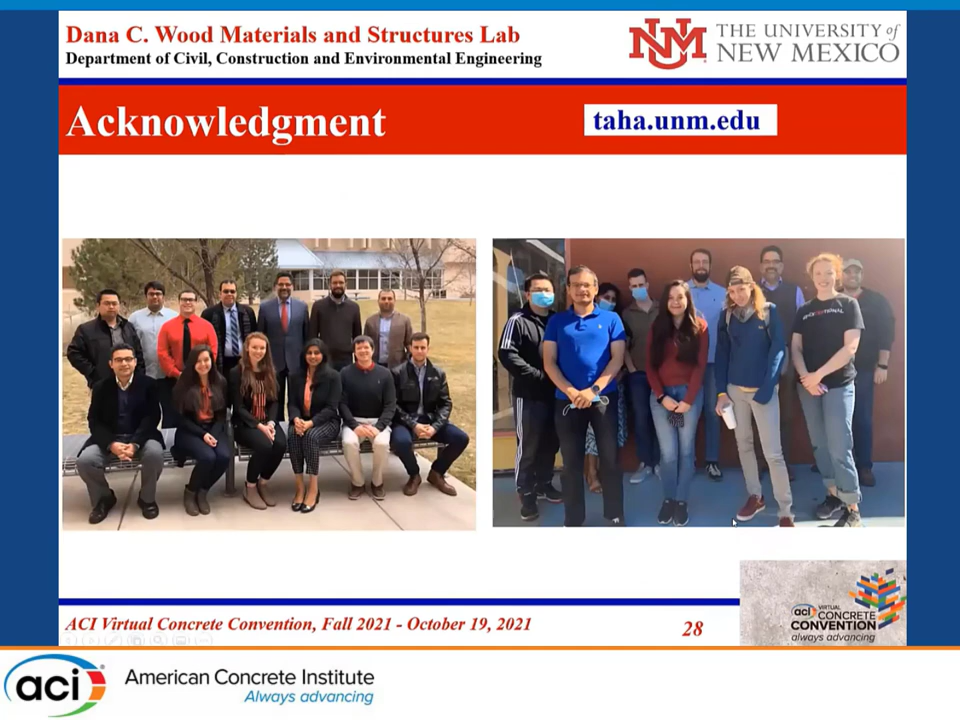 Dana C. Wood Materials and Structures Lab
Department of Civil, Construction and Environmental Engineering
UNM
THE UNIVERSITY of
NEW MEXICO
Acknowledgment
taha.unm.edu
ACI Virtual Concrete Convention, Fall 2021 - October 19, 2021
28
aci VIRTUAL
CONCRETE
CONVENTION
always advancing
aci
American Concrete Institute
Always advancing